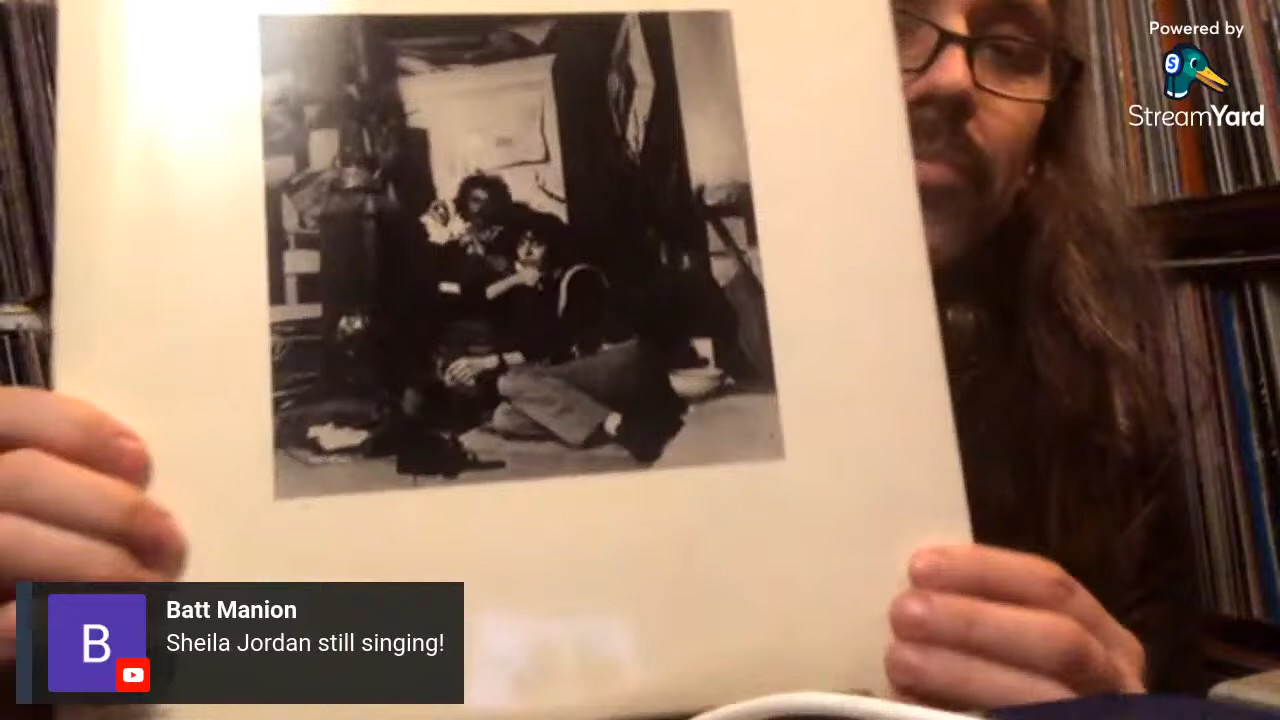 Powered by
S
StreamYard
B
Batt Manion
Sheila Jordan still singing!